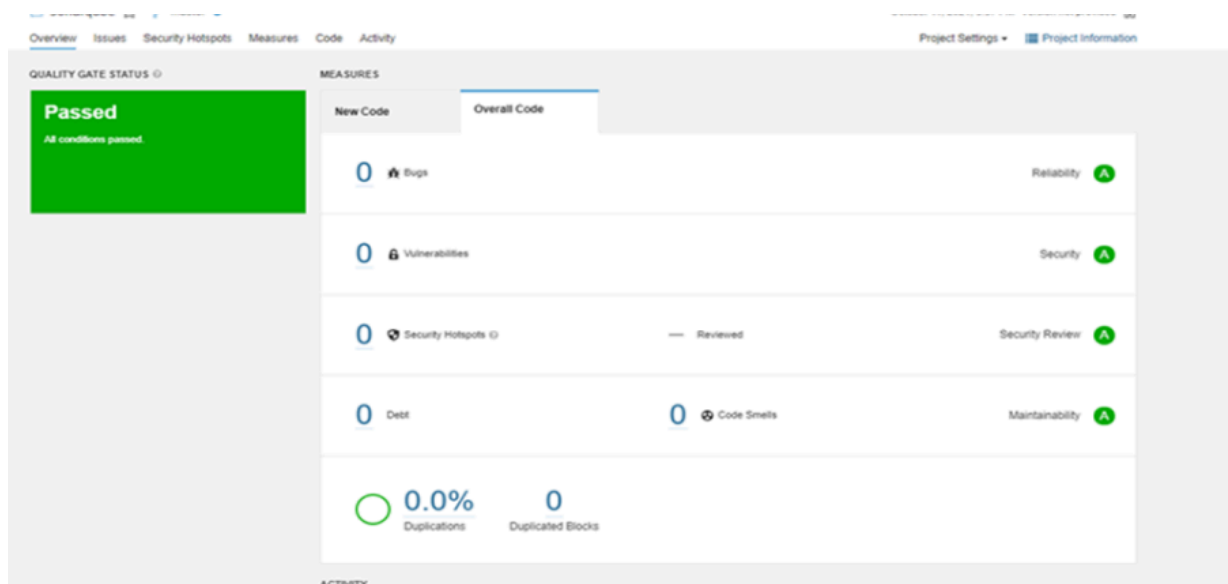 Overview Issues Security Hotspots Measures Code Activity Project Settings Project Information
QUALITY GATE STATUS
MEASURES
Passed
All conditions passed.
New Code
Overall Code
0 Bugs Reliability A
0 Vulnerabilities Security A
0 Security Hotspots — Reviewed Security Review A
0 Debt 0 Code Smells Maintainability A
0.0% 0
Duplications Duplicated Blocks